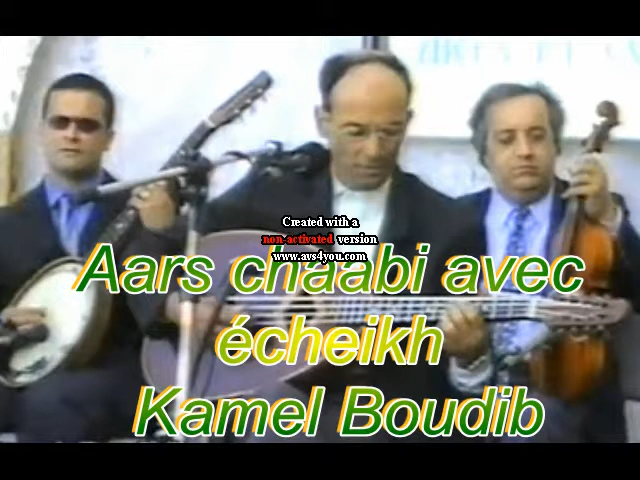 Created with a
non-activated version
www.avs4you.com
Aars chaabi avec
écheikh
Kamel Boudib